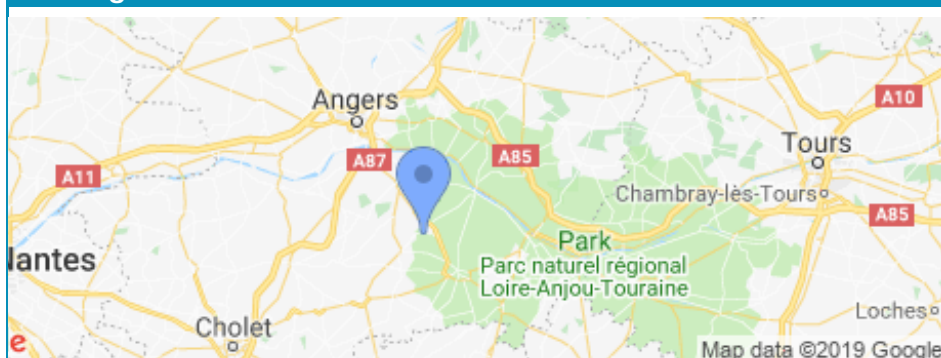 Angers
A10
Tours
A87
A85
A11
Chambray-lès-Tours
A85
Park
Nantes
Parc naturel régional
Loire-Anjou-Touraine
Loches
Cholet
e
Map data ©2019 Google